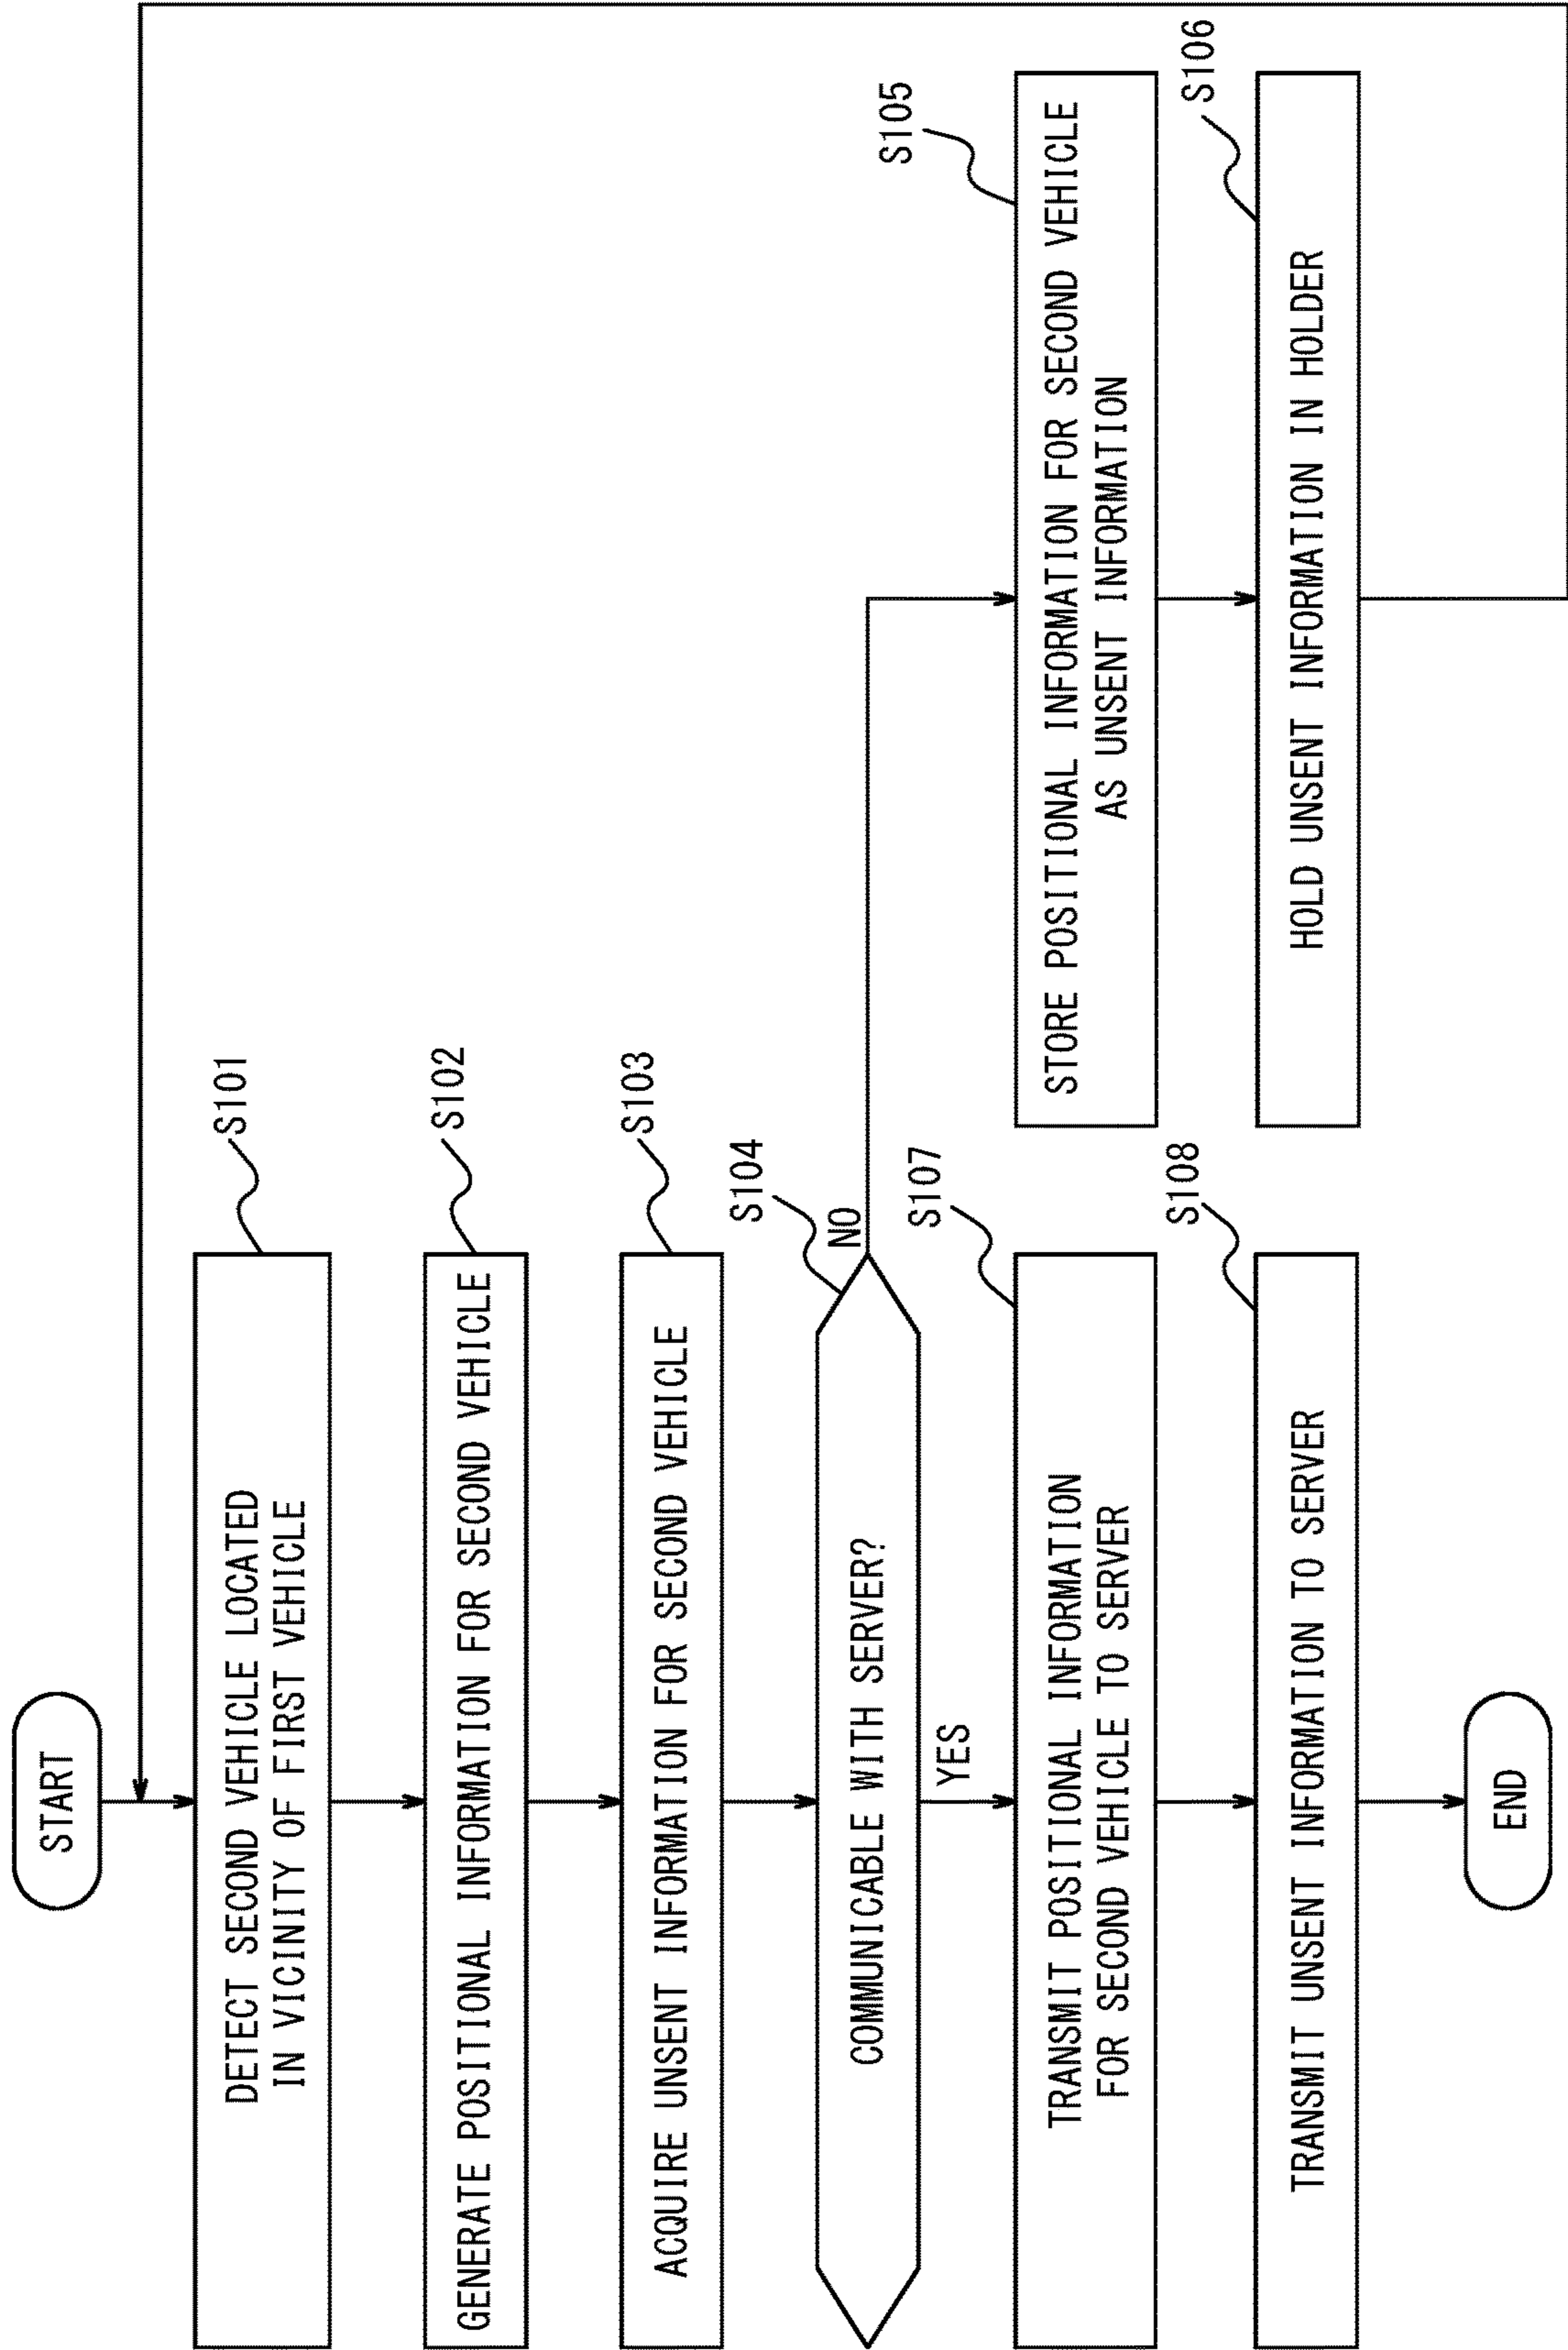 START
S101
DETECT SECOND VEHICLE LOCATED
IN VICINITY OF FIRST VEHICLE
S102
GENERATE POSITIONAL INFORMATION FOR SECOND VEHICLE
S103
ACQUIRE UNSENT INFORMATION FOR SECOND VEHICLE
S104
COMMUNICABLE WITH SERVER?
NO
YES
S105
STORE POSITIONAL INFORMATION FOR SECOND VEHICLE
AS UNSENT INFORMATION
S106
HOLD UNSENT INFORMATION IN HOLDER
S107
TRANSMIT POSITIONAL INFORMATION
FOR SECOND VEHICLE TO SERVER
S108
TRANSMIT UNSENT INFORMATION TO SERVER
END